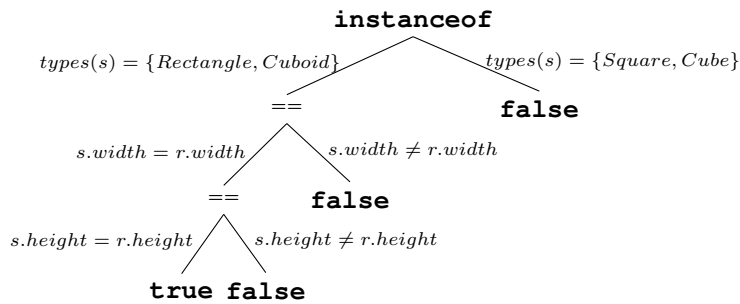 instanceof
types(s) = {Rectangle, Cuboid} types(s) = {Square, Cube}
== false
s.width = r.width s.width ≠ r.width
== false
s.height = r.height s.height ≠ r.height
true false